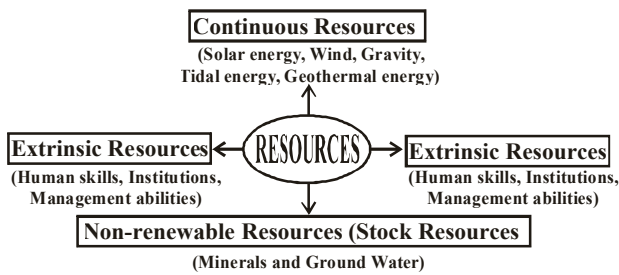 Continuous Resources
(Solar energy, Wind, Gravity,
Tidal energy, Geothermal energy)
Extrinsic Resources
(Human skills, Institutions,
Management abilities)
RESOURCES
Extrinsic Resources
(Human skills, Institutions,
Management abilities)
Non-renewable Resources (Stock Resources
(Minerals and Ground Water)